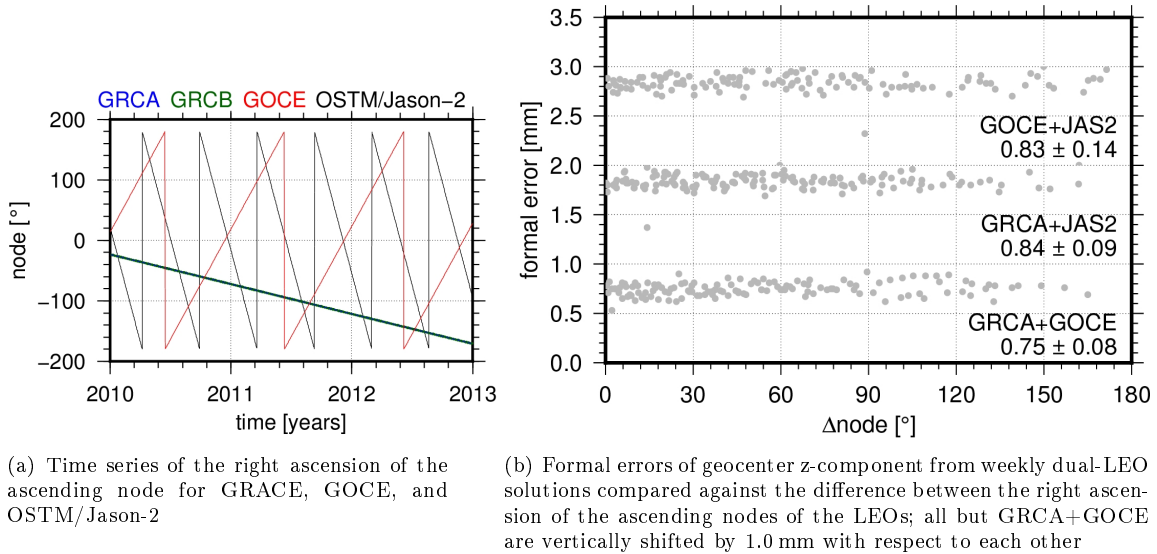 GRCA GRCB GOCE OSTM/Jason−2
200
100
0
−100
−200
node [°]
2010 2011 2012 2013
time [years]
3.5
3.0
2.5
2.0
1.5
1.0
0.5
0.0
formal error [mm]
GOCE+JAS2
0.83 ± 0.14
GRCA+JAS2
0.84 ± 0.09
GRCA+GOCE
0.75 ± 0.08
0 30 60 90 120 150 180
Δnode [°]
(a) Time series of the right ascension of the
ascending node for GRACE, GOCE, and
OSTM/Jason-2
(b) Formal errors of geocenter z-component from weekly dual-LEO
solutions compared against the difference between the right ascen-
sion of the ascending nodes of the LEOs; all but GRCA+GOCE
are vertically shifted by 1.0 mm with respect to each other